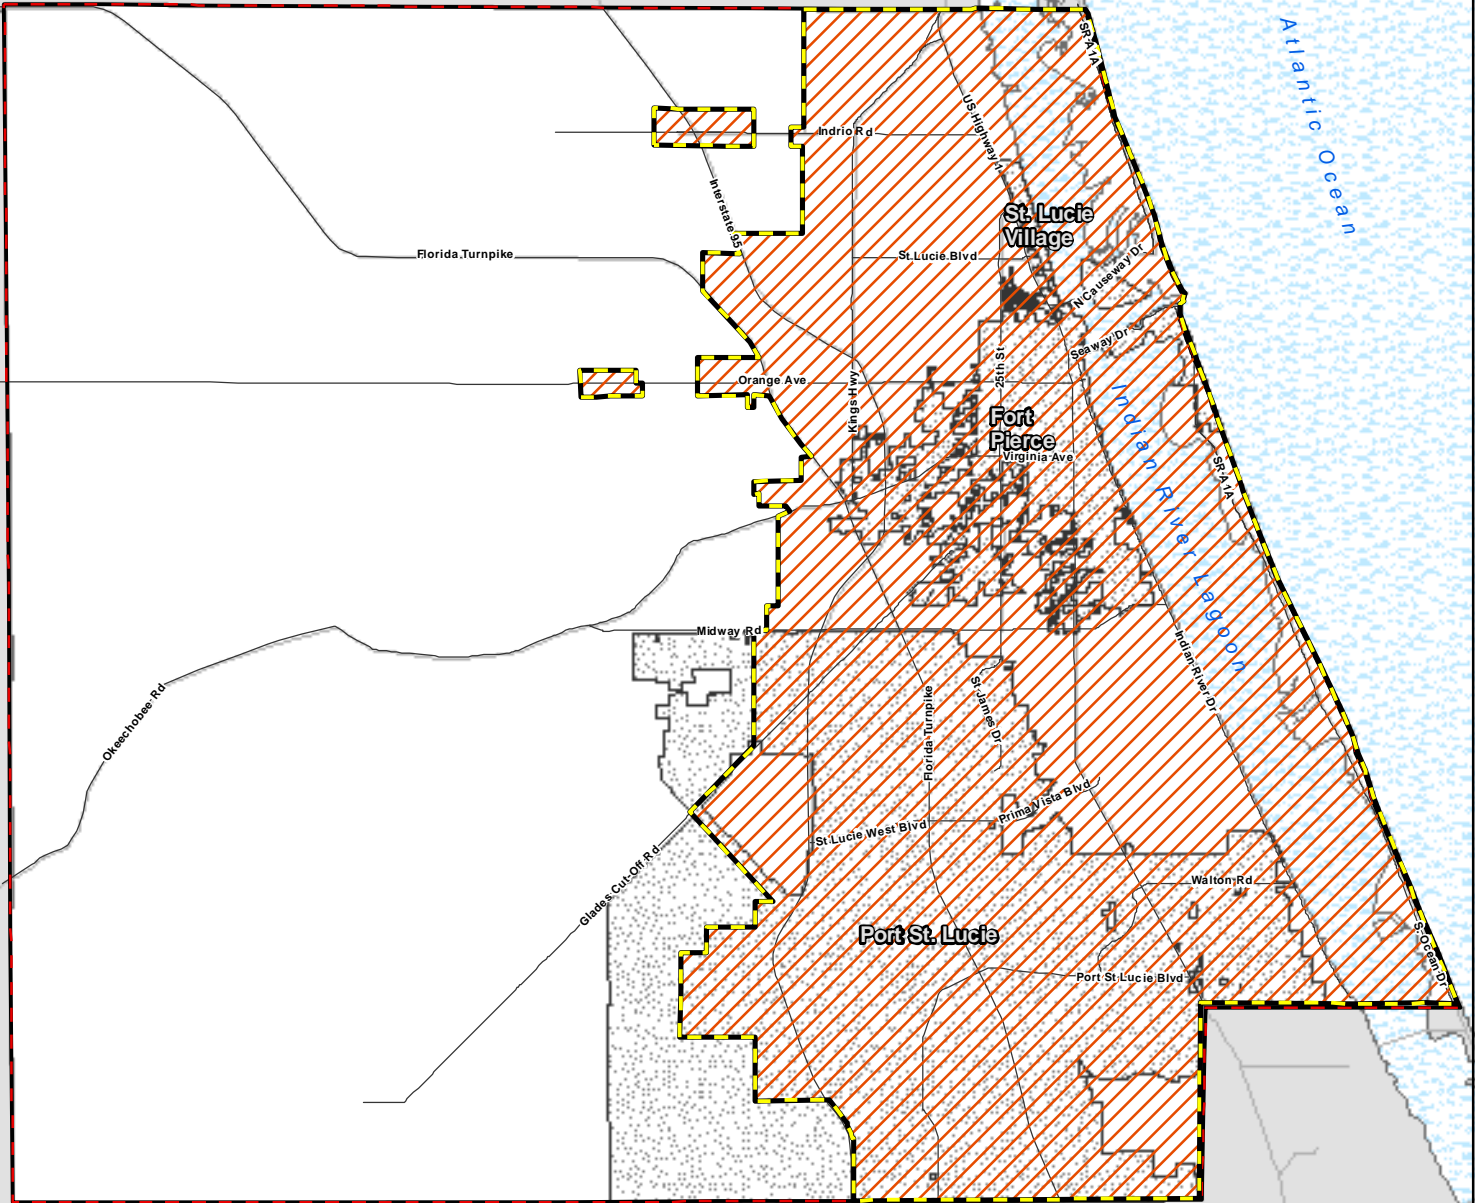 Atlantic Ocean
SR A1A
US Highway 1
Indrio Rd
Interstate 95
St. Lucie
Village
Florida Turnpike
St Lucie Blvd
N Causeway Dr
Seaway Dr
25th St
Orange Ave
Kings Hwy
Fort
Pierce
Virginia Ave
Indian River Lagoon
SR A1A
Midway Rd
Indian River Dr
Okeechobee Rd
St James Dr
Florida Turnpike
Prima Vista Blvd
St Lucie West Blvd
Glades Cut-Off Rd
Walton Rd
Port St. Lucie
S Ocean Dr
Port St Lucie Blvd